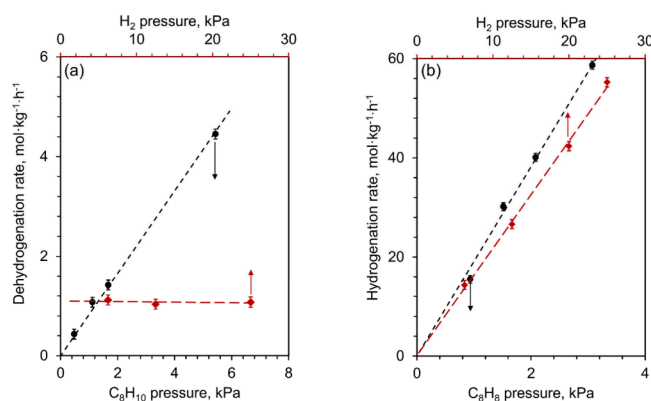 H2 pressure, kPa
0 10 20 30
6
4
2
0
Dehydrogenation rate, mol·kg⁻¹·h⁻¹
(a)
0 2 4 6 8
C8H10 pressure, kPa
H2 pressure, kPa
0 10 20 30
60
40
20
0
Hydrogenation rate, mol·kg⁻¹·h⁻¹
(b)
0 2 4
C8H8 pressure, kPa